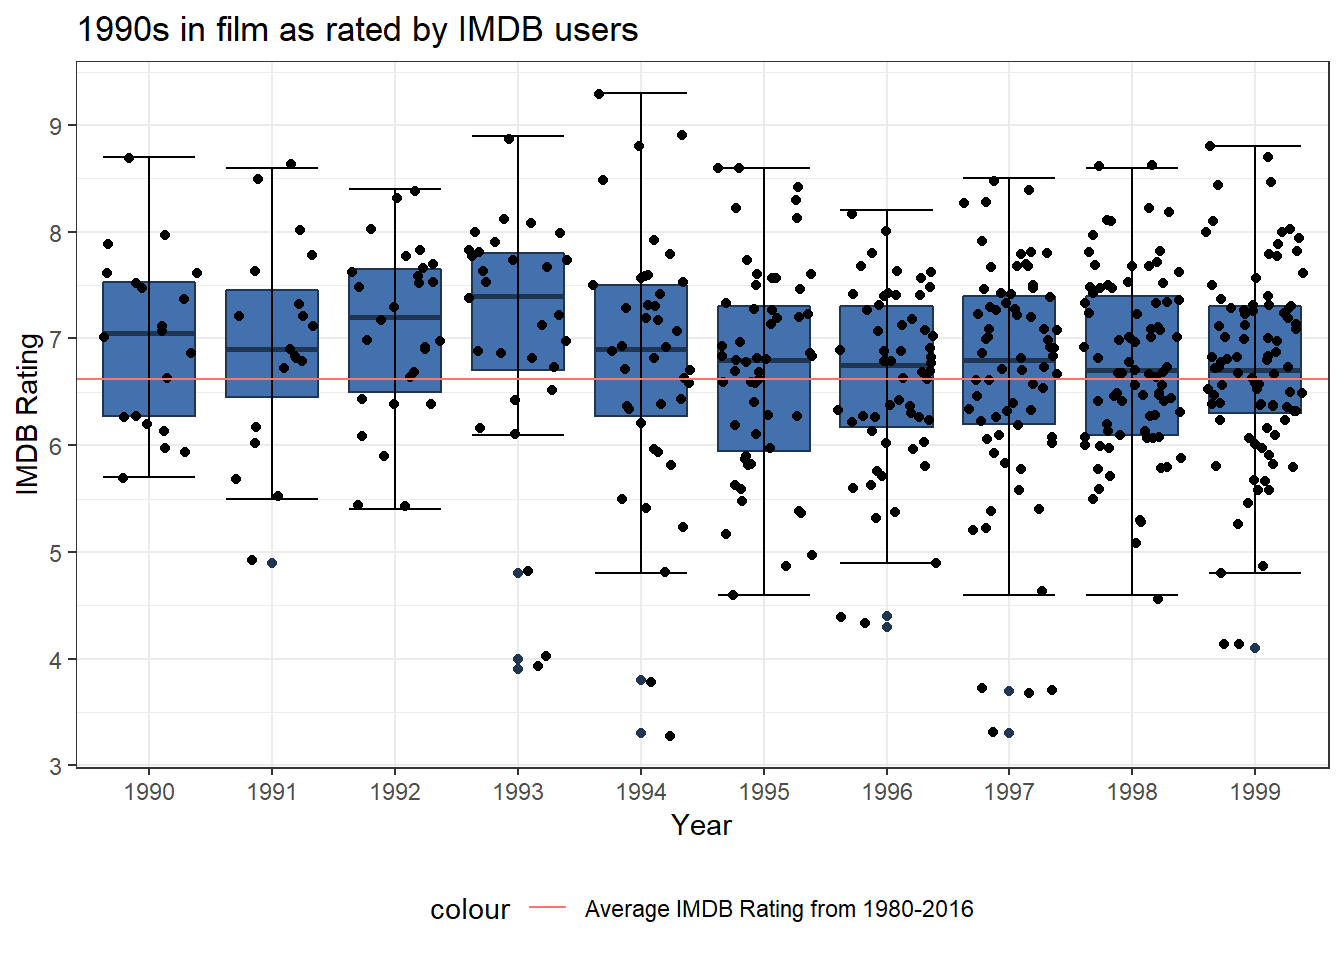 1990s in film as rated by IMDB users
IMDB Rating
9
8
7
6
5
4
3
1990 1991 1992 1993 1994 1995 1996 1997 1998 1999
Year
colour Average IMDB Rating from 1980-2016